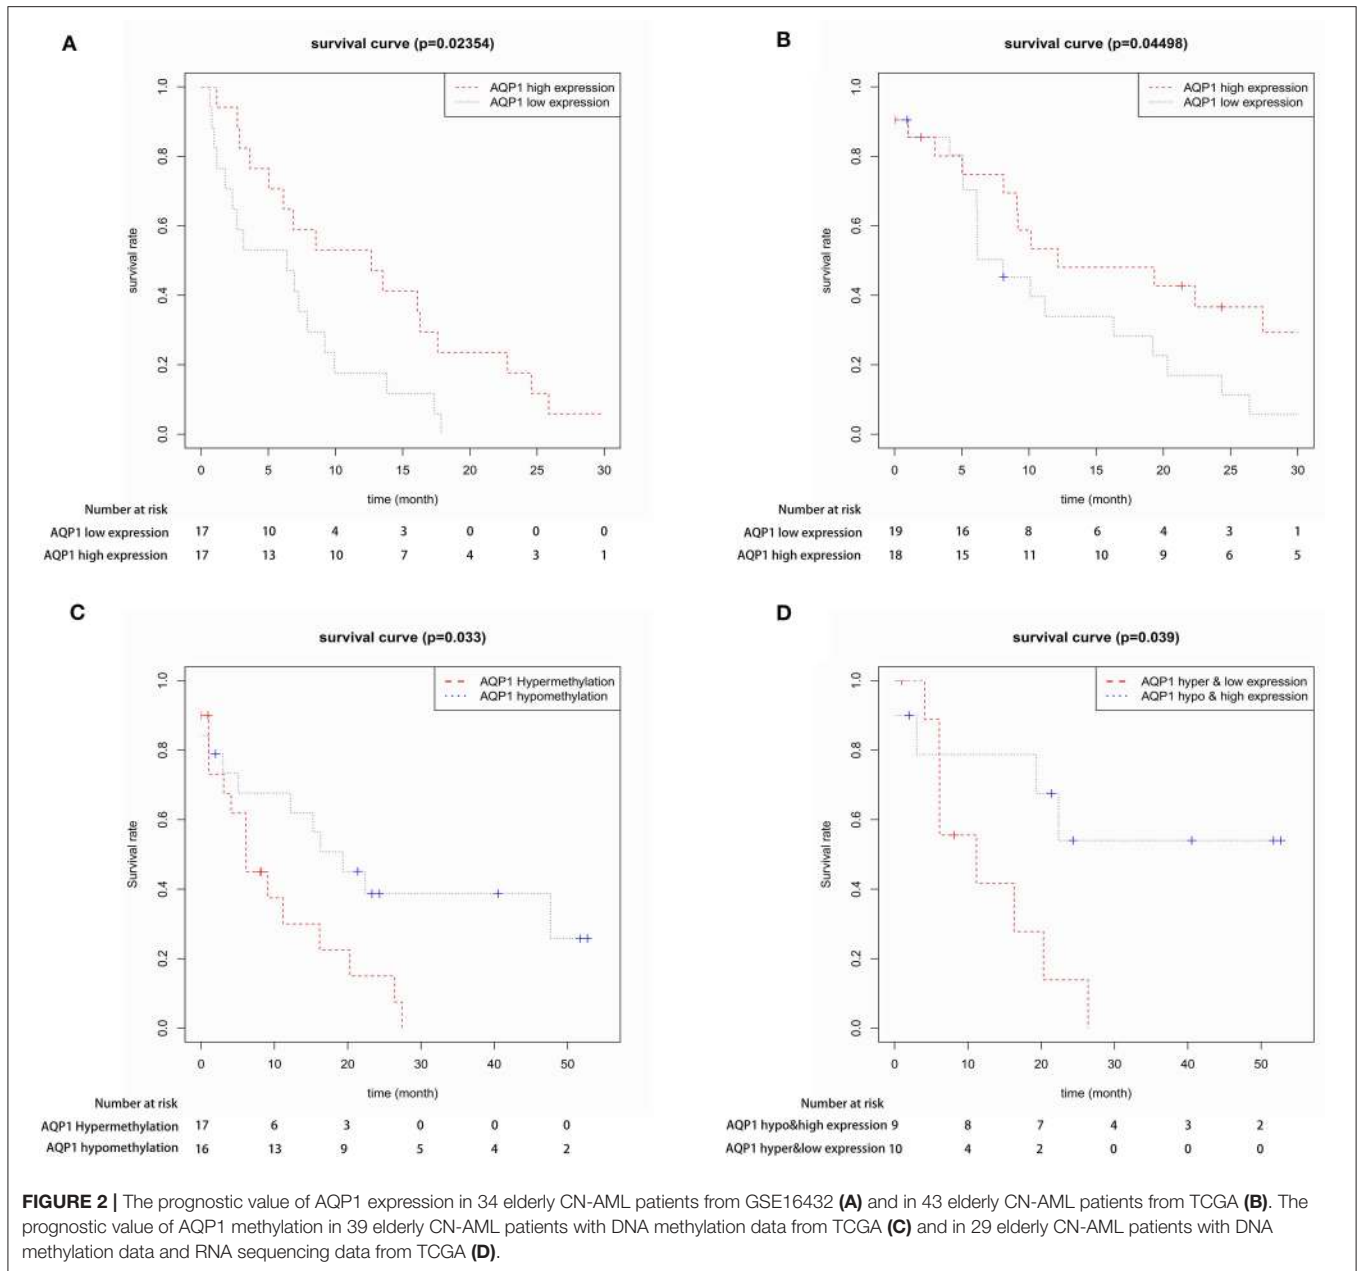 A
survival curve (p=0.02354)
AQP1 high expression
AQP1 low expression
1.0
0.8
0.6
0.4
0.2
0.0
survival rate
0 5 10 15 20 25 30
time (month)
Number at risk
AQP1 low expression 17 10 4 3 0 0 0
AQP1 high expression 17 13 10 7 4 3 1
B
survival curve (p=0.04498)
AQP1 high expression
AQP1 low expression
1.0
0.8
0.6
0.4
0.2
0.0
survival rate
0 5 10 15 20 25 30
time (month)
Number at risk
AQP1 low expression 19 16 8 6 4 3 1
AQP1 high expression 18 15 11 10 9 6 5
C
survival curve (p=0.033)
AQP1 Hypermethylation
AQP1 hypomethylation
1.0
0.8
0.6
0.4
0.2
0.0
Survival rate
0 10 20 30 40 50
time (month)
Number at risk
AQP1 Hypermethylation 17 6 3 0 0 0
AQP1 hypomethylation 16 13 9 5 4 2
D
survival curve (p=0.039)
AQP1 hyper & low expression
AQP1 hypo & high expression
1.0
0.8
0.6
0.4
0.2
0.0
Survival rate
0 10 20 30 40 50
time (month)
Number at risk
AQP1 hypo&high expression 9 8 7 4 3 2
AQP1 hyper&low expression 10 4 2 0 0 0
FIGURE 2 | The prognostic value of AQP1 expression in 34 elderly CN-AML patients from GSE16432 (A) and in 43 elderly CN-AML patients from TCGA (B). The
prognostic value of AQP1 methylation in 39 elderly CN-AML patients with DNA methylation data from TCGA (C) and in 29 elderly CN-AML patients with DNA
methylation data and RNA sequencing data from TCGA (D).